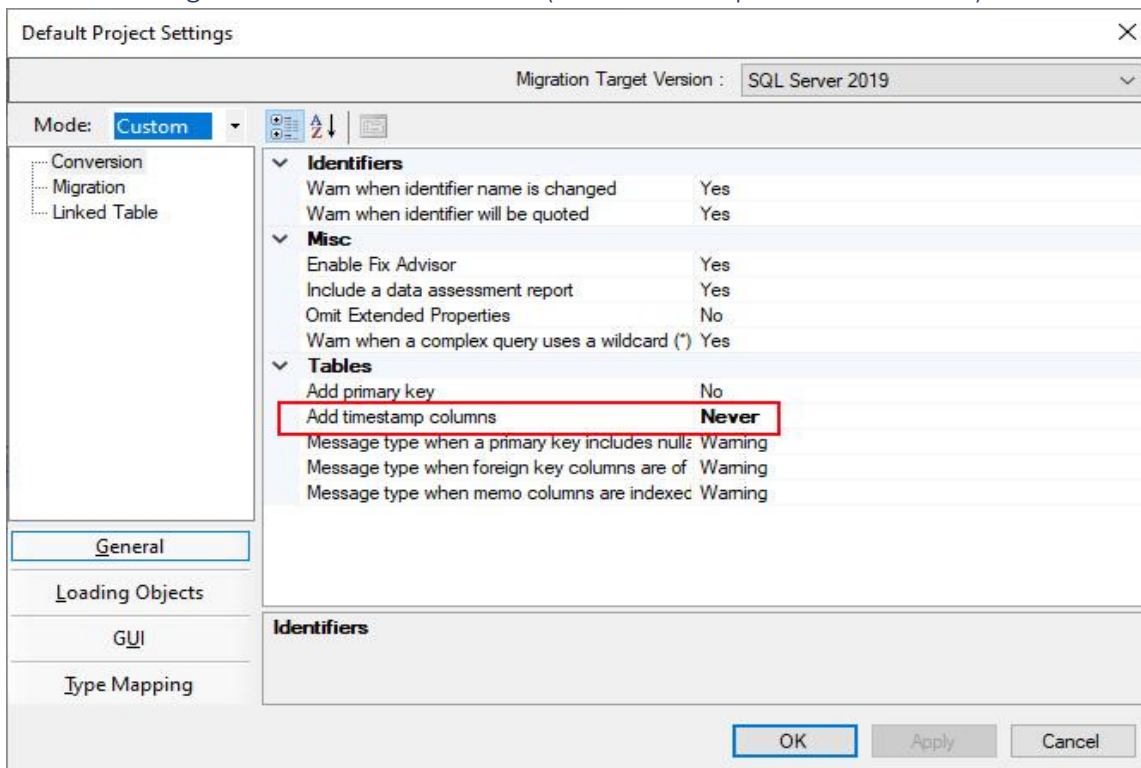 Default Project Settings
Migration Target Version : SQL Server 2019
Mode: Custom
Conversion
Migration
Linked Table
Identifiers
Warn when identifier name is changed Yes
Warn when identifier will be quoted Yes
Misc
Enable Fix Advisor Yes
Include a data assessment report Yes
Omit Extended Properties No
Warn when a complex query uses a wildcard (*) Yes
Tables
Add primary key No
Add timestamp columns Never
Message type when a primary key includes nulla Warning
Message type when foreign key columns are of Warning
Message type when memo columns are indexed Warning
General
Loading Objects
GUI
Type Mapping
Identifiers
OK Apply Cancel